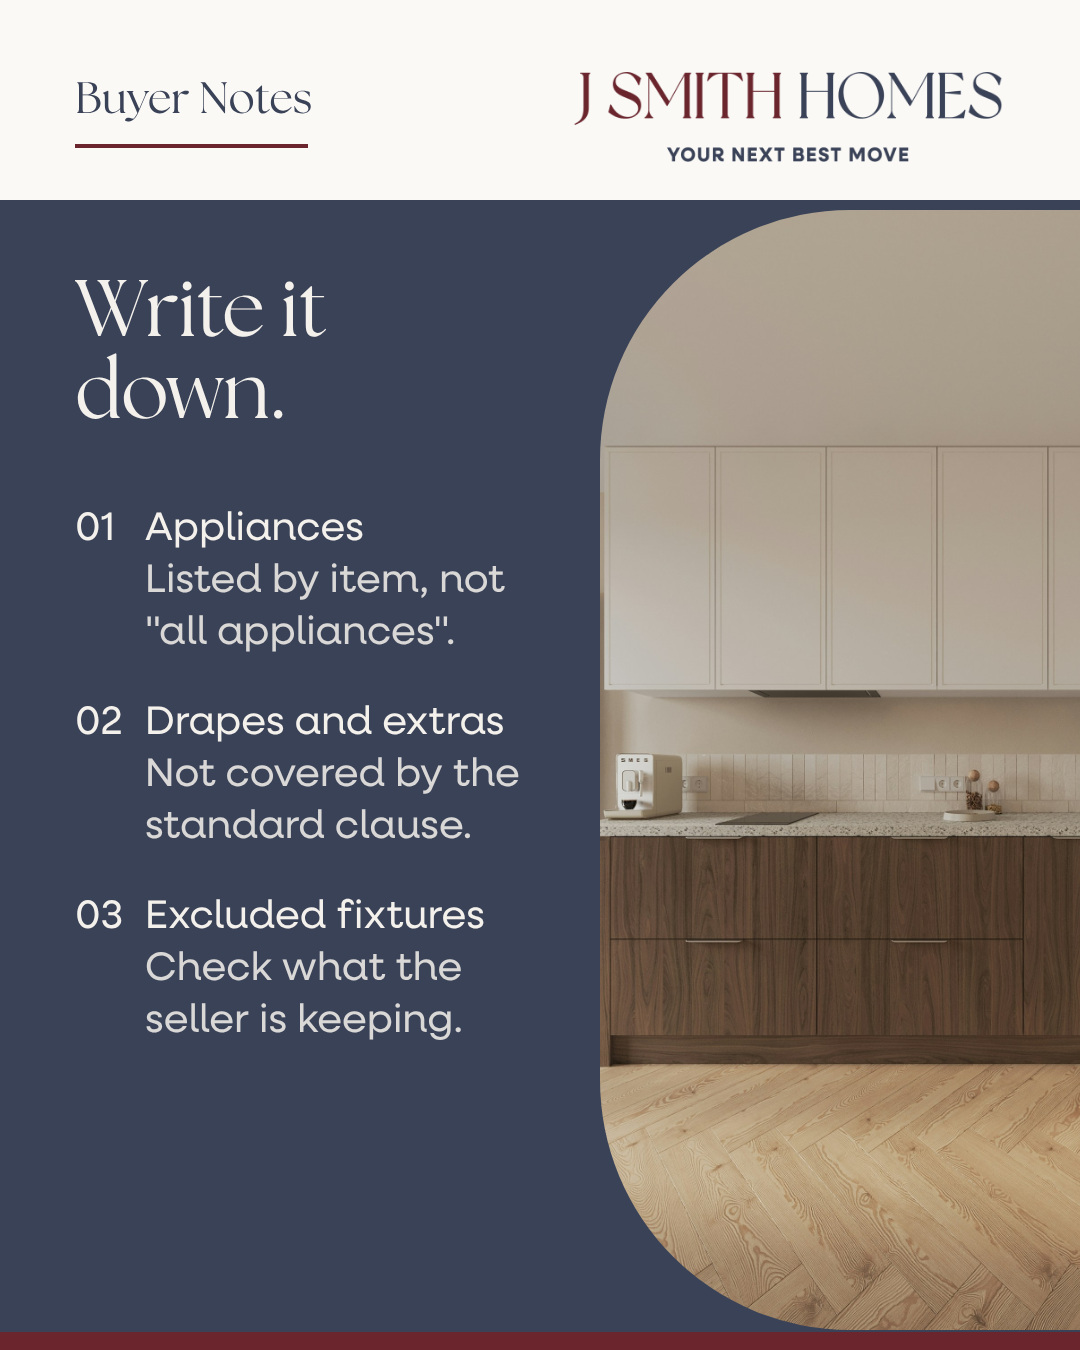 Buyer Notes
J SMITH HOMES
YOUR NEXT BEST MOVE
Write it
down.
01 Appliances
Listed by item, not
"all appliances".
02 Drapes and extras
Not covered by the
standard clause.
03 Excluded fixtures
Check what the
seller is keeping.
SMEG